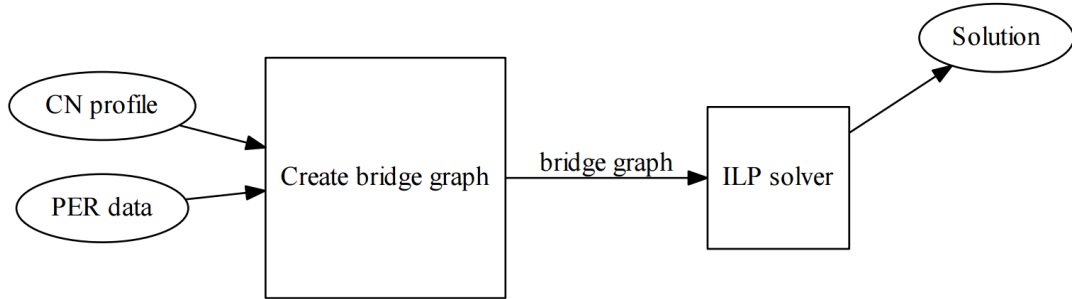 Solution
CN profile
bridge graph
Create bridge graph
ILP solver
PER data